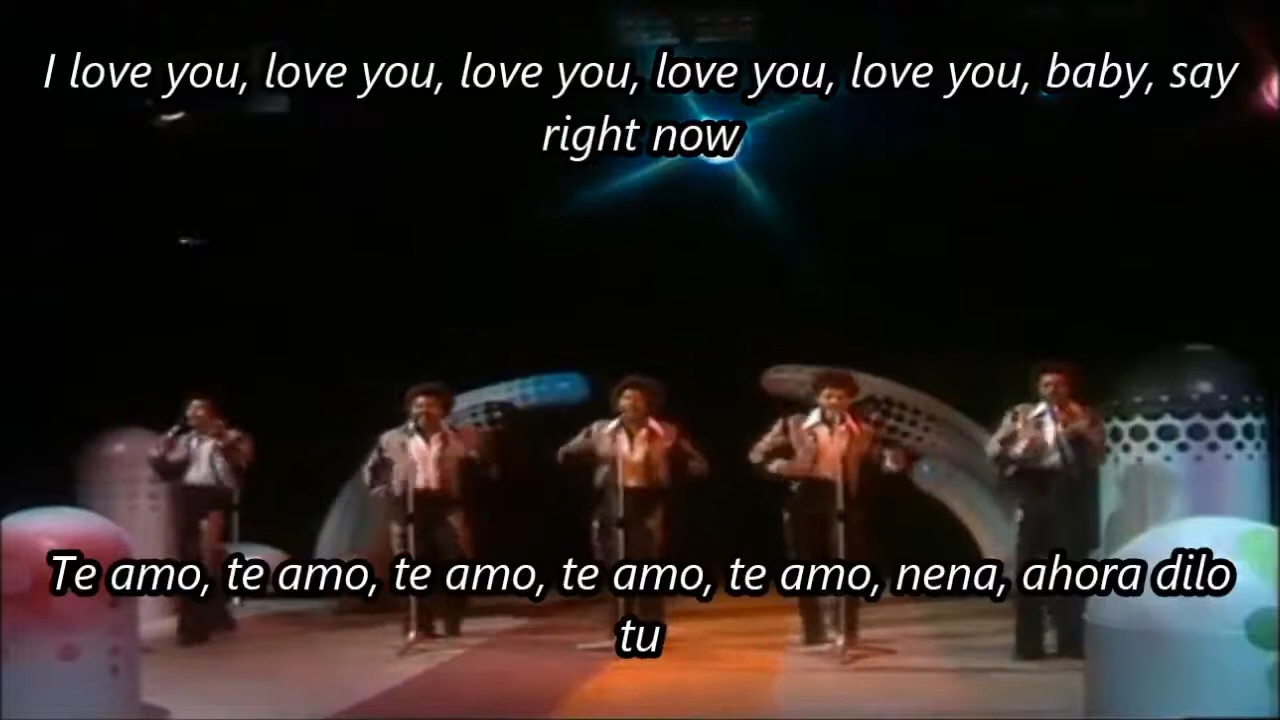 I love you, love you, love you, love you, love you, baby, say
right now
Te amo, te amo, te amo, te amo, te amo, nena, ahora dilo
tu